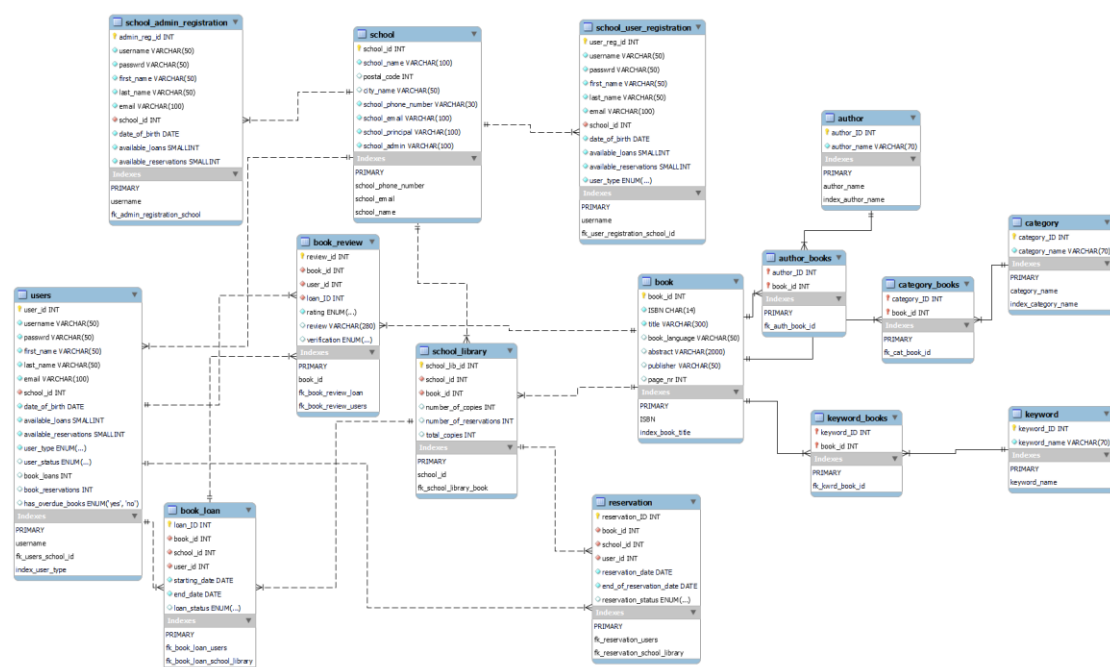 school_admin_registration
admin_reg_id INT
username VARCHAR(50)
passwrd VARCHAR(50)
first_name VARCHAR(50)
last_name VARCHAR(50)
email VARCHAR(100)
school_id INT
date_of_birth DATE
available_loans SMALLINT
available_reservations SMALLINT
Indexes
PRIMARY
username
fk_admin_registration_school
school
school_id INT
school_name VARCHAR(100)
postal_code INT
city_name VARCHAR(50)
school_phone_number VARCHAR(30)
school_email VARCHAR(100)
school_principal VARCHAR(100)
school_admin VARCHAR(100)
Indexes
PRIMARY
school_phone_number
school_email
school_name
school_user_registration
user_reg_id INT
username VARCHAR(50)
passwrd VARCHAR(50)
first_name VARCHAR(50)
last_name VARCHAR(50)
email VARCHAR(100)
school_id INT
date_of_birth DATE
available_loans SMALLINT
available_reservations SMALLINT
user_type ENUM(...)
Indexes
PRIMARY
username
fk_user_registration_school_id
author
author_ID INT
author_name VARCHAR(70)
Indexes
PRIMARY
author_name
index_author_name
category
category_ID INT
category_name VARCHAR(70)
Indexes
PRIMARY
category_name
index_category_name
book_review
review_id INT
book_id INT
user_id INT
loan_ID INT
rating ENUM(...)
review VARCHAR(280)
verification ENUM(...)
Indexes
PRIMARY
book_id
fk_book_review_loan
fk_book_review_users
author_books
author_ID INT
book_id INT
Indexes
PRIMARY
fk_auth_book_id
category_books
category_ID INT
book_id INT
Indexes
PRIMARY
fk_cat_book_id
book
book_id INT
ISBN CHAR(14)
title VARCHAR(300)
book_language VARCHAR(50)
abstract VARCHAR(2000)
publisher VARCHAR(50)
page_nr INT
Indexes
PRIMARY
ISBN
index_book_title
users
user_id INT
username VARCHAR(50)
passwrd VARCHAR(50)
first_name VARCHAR(50)
last_name VARCHAR(50)
email VARCHAR(100)
school_id INT
date_of_birth DATE
available_loans SMALLINT
available_reservations SMALLINT
user_type ENUM(...)
user_status ENUM(...)
book_loans INT
book_reservations INT
has_overdue_books ENUM('yes', 'no')
Indexes
PRIMARY
username
fk_users_school_id
index_user_type
school_library
school_lib_id INT
school_id INT
book_id INT
number_of_copies INT
number_of_reservations INT
total_copies INT
Indexes
PRIMARY
school_id
fk_school_library_book
keyword_books
keyword_ID INT
book_id INT
Indexes
PRIMARY
fk_kwrd_book_id
keyword
keyword_ID INT
keyword_name VARCHAR(70)
Indexes
PRIMARY
keyword_name
book_loan
loan_ID INT
book_id INT
school_id INT
user_id INT
starting_date DATE
end_date DATE
loan_status ENUM(...)
Indexes
PRIMARY
fk_book_loan_users
fk_book_loan_school_library
reservation
reservation_ID INT
book_id INT
school_id INT
user_id INT
reservation_date DATE
end_of_reservation_date DATE
reservation_status ENUM(...)
Indexes
PRIMARY
fk_reservation_users
fk_reservation_school_library